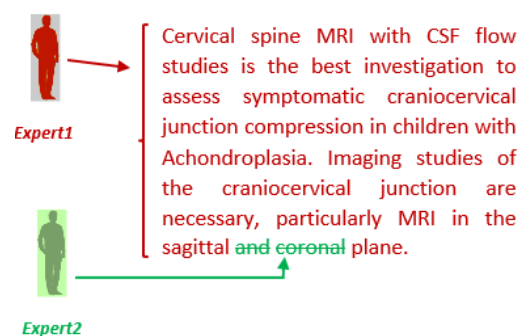 Cervical spine MRI with CSF flow
studies is the best investigation to
assess symptomatic craniocervical
junction compression in children with
Achondroplasia. Imaging studies of
the craniocervical junction are
necessary, particularly MRI in the
sagittal and coronal plane.
Expert1
Expert2